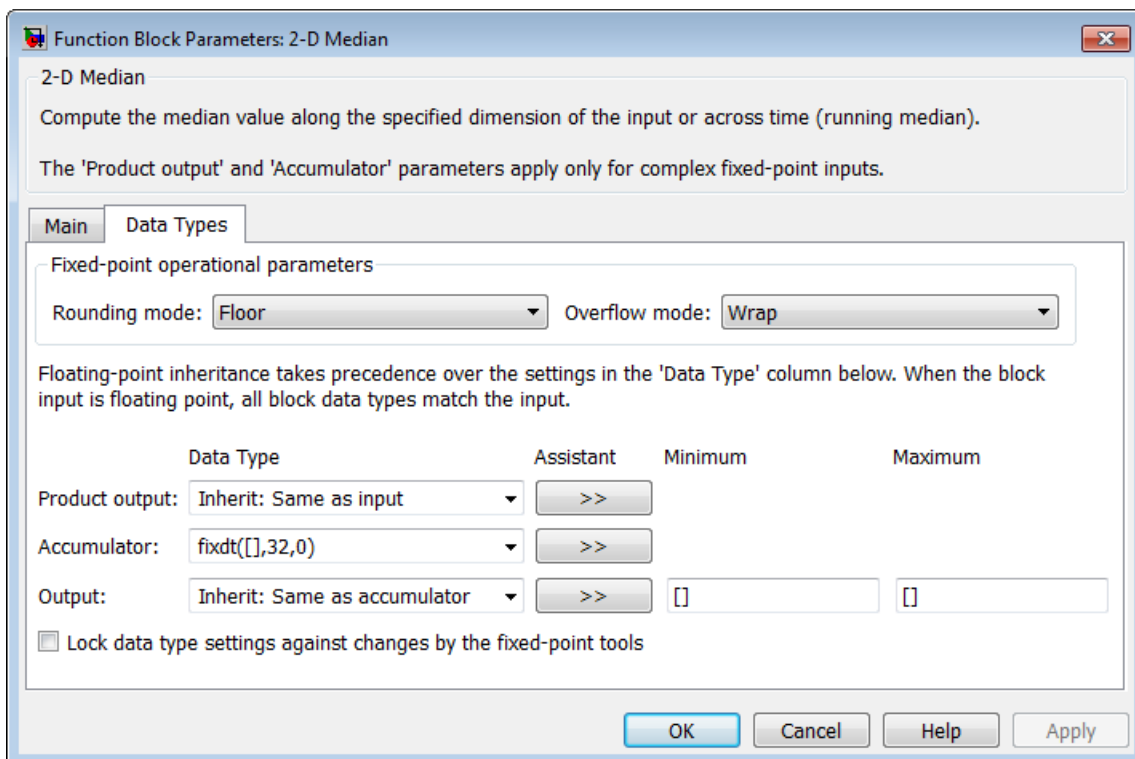 Function Block Parameters: 2-D Median
2-D Median
Compute the median value along the specified dimension of the input or across time (running median).
The 'Product output' and 'Accumulator' parameters apply only for complex fixed-point inputs.
Main Data Types
Fixed-point operational parameters
Rounding mode: Floor Overflow mode: Wrap
Floating-point inheritance takes precedence over the settings in the 'Data Type' column below. When the block
input is floating point, all block data types match the input.
Data Type Assistant Minimum Maximum
Product output: Inherit: Same as input >>
Accumulator: fixdt([],32,0) >>
Output: Inherit: Same as accumulator >> [] []
Lock data type settings against changes by the fixed-point tools
OK Cancel Help Apply